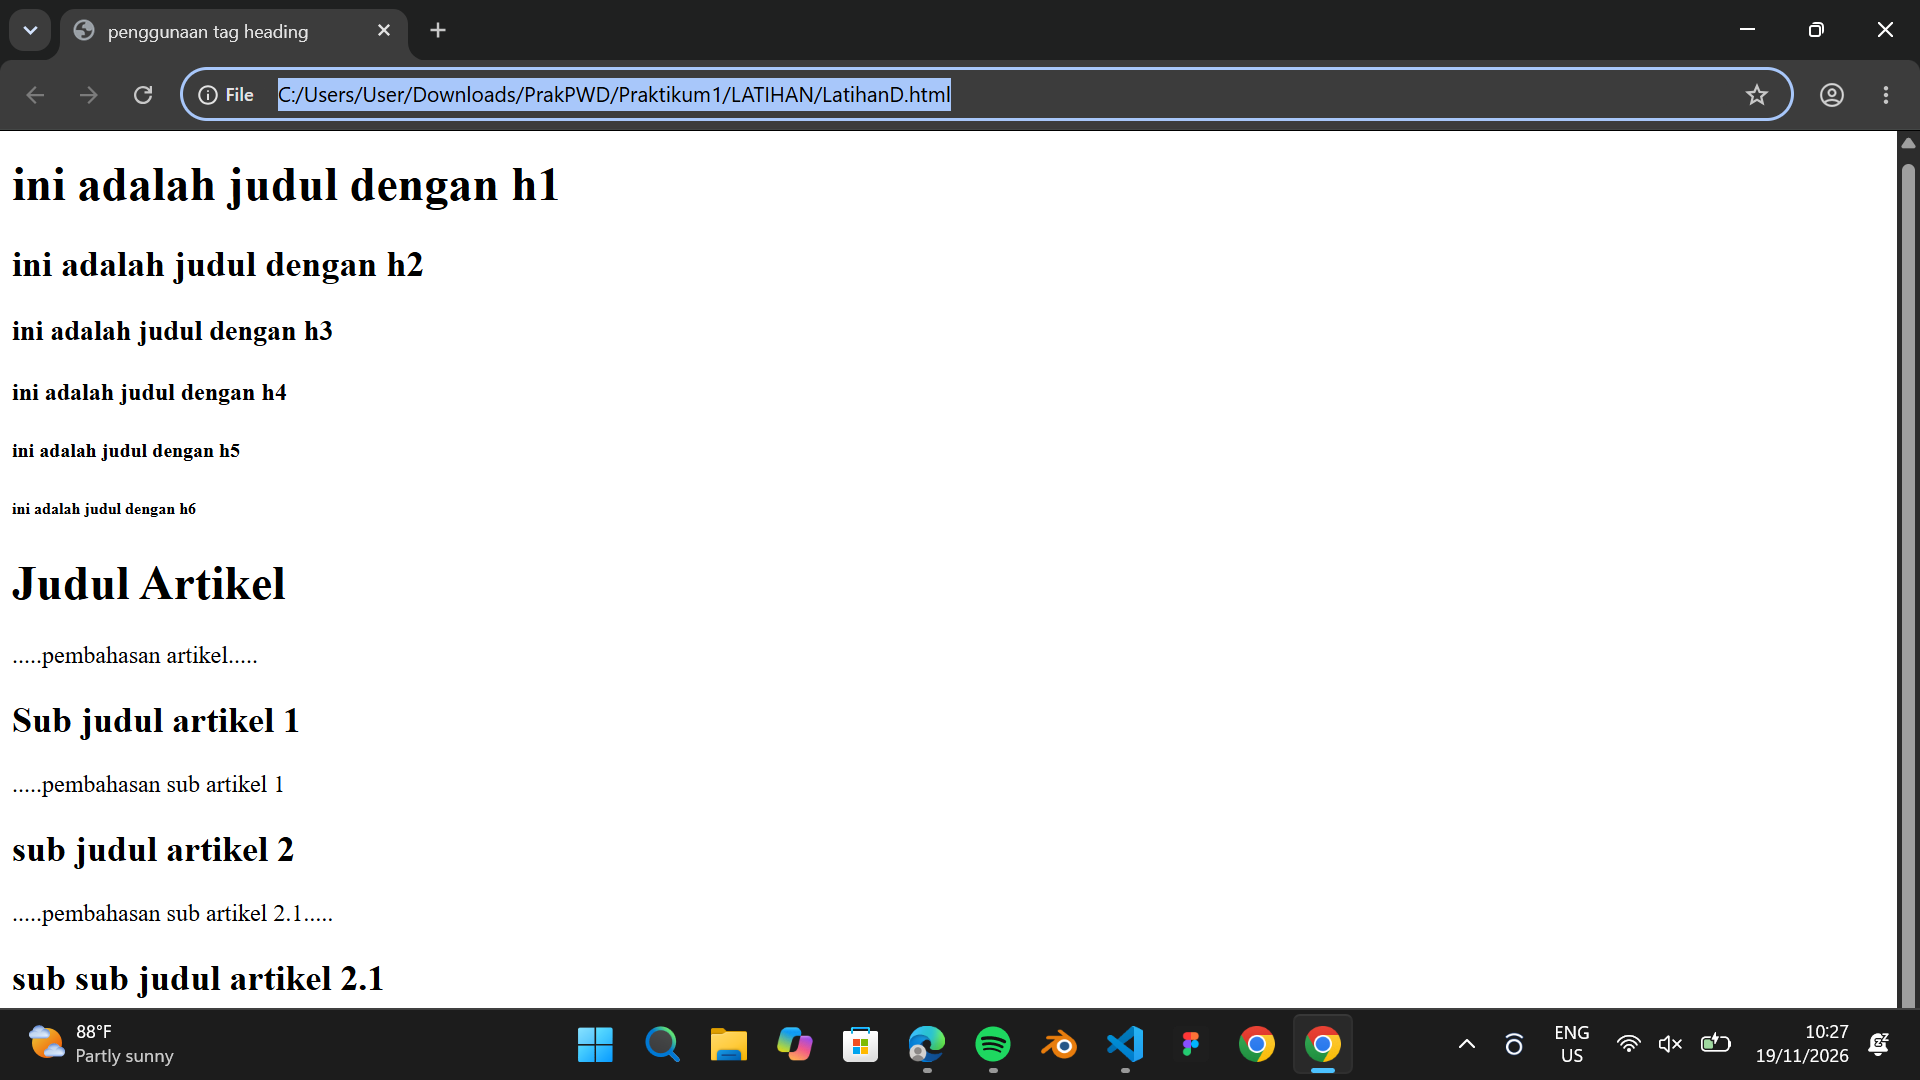 penggunaan tag heading
File C:/Users/User/Downloads/PrakPWD/Praktikum1/LATIHAN/LatihanD.html
ini adalah judul dengan h1
ini adalah judul dengan h2
ini adalah judul dengan h3
ini adalah judul dengan h4
ini adalah judul dengan h5
ini adalah judul dengan h6
Judul Artikel
.....pembahasan artikel.....
Sub judul artikel 1
.....pembahasan sub artikel 1
sub judul artikel 2
.....pembahasan sub artikel 2.1.....
sub sub judul artikel 2.1
88°F
Partly sunny
ENG
US
10:27
19/11/2026